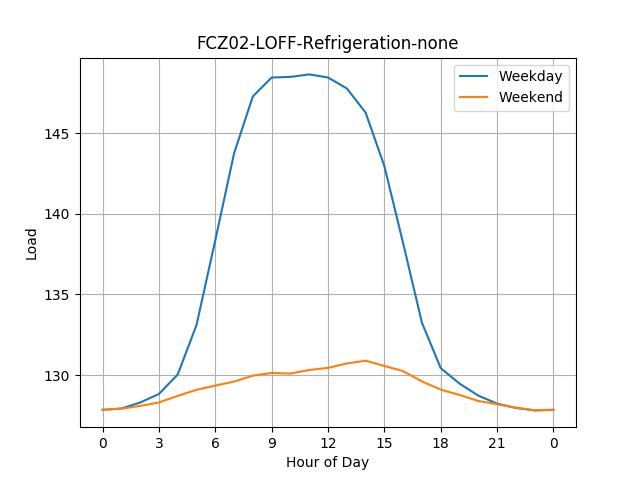 FCZ02-LOFF-Refrigeration-none
Weekday
Weekend
145
140
135
130
Load
0 3 6 9 12 15 18 21 0
Hour of Day